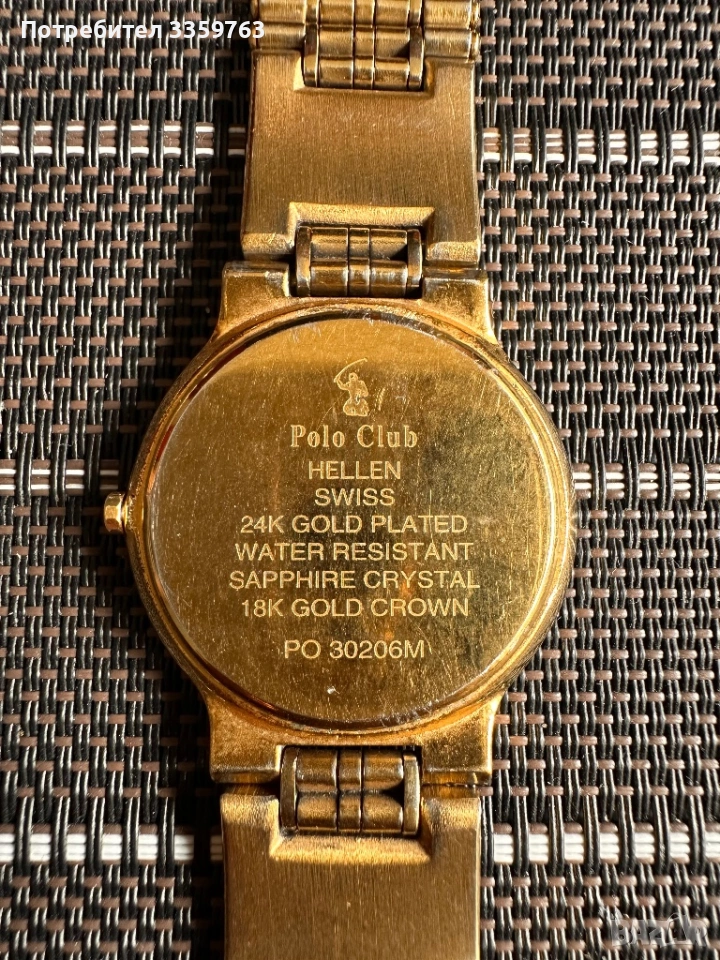 Потребител 3359763
Polo Club
HELLEN
SWISS
24K GOLD PLATED
WATER RESISTANT
SAPPHIRE CRYSTAL
18K GOLD CROWN
PO 30206M